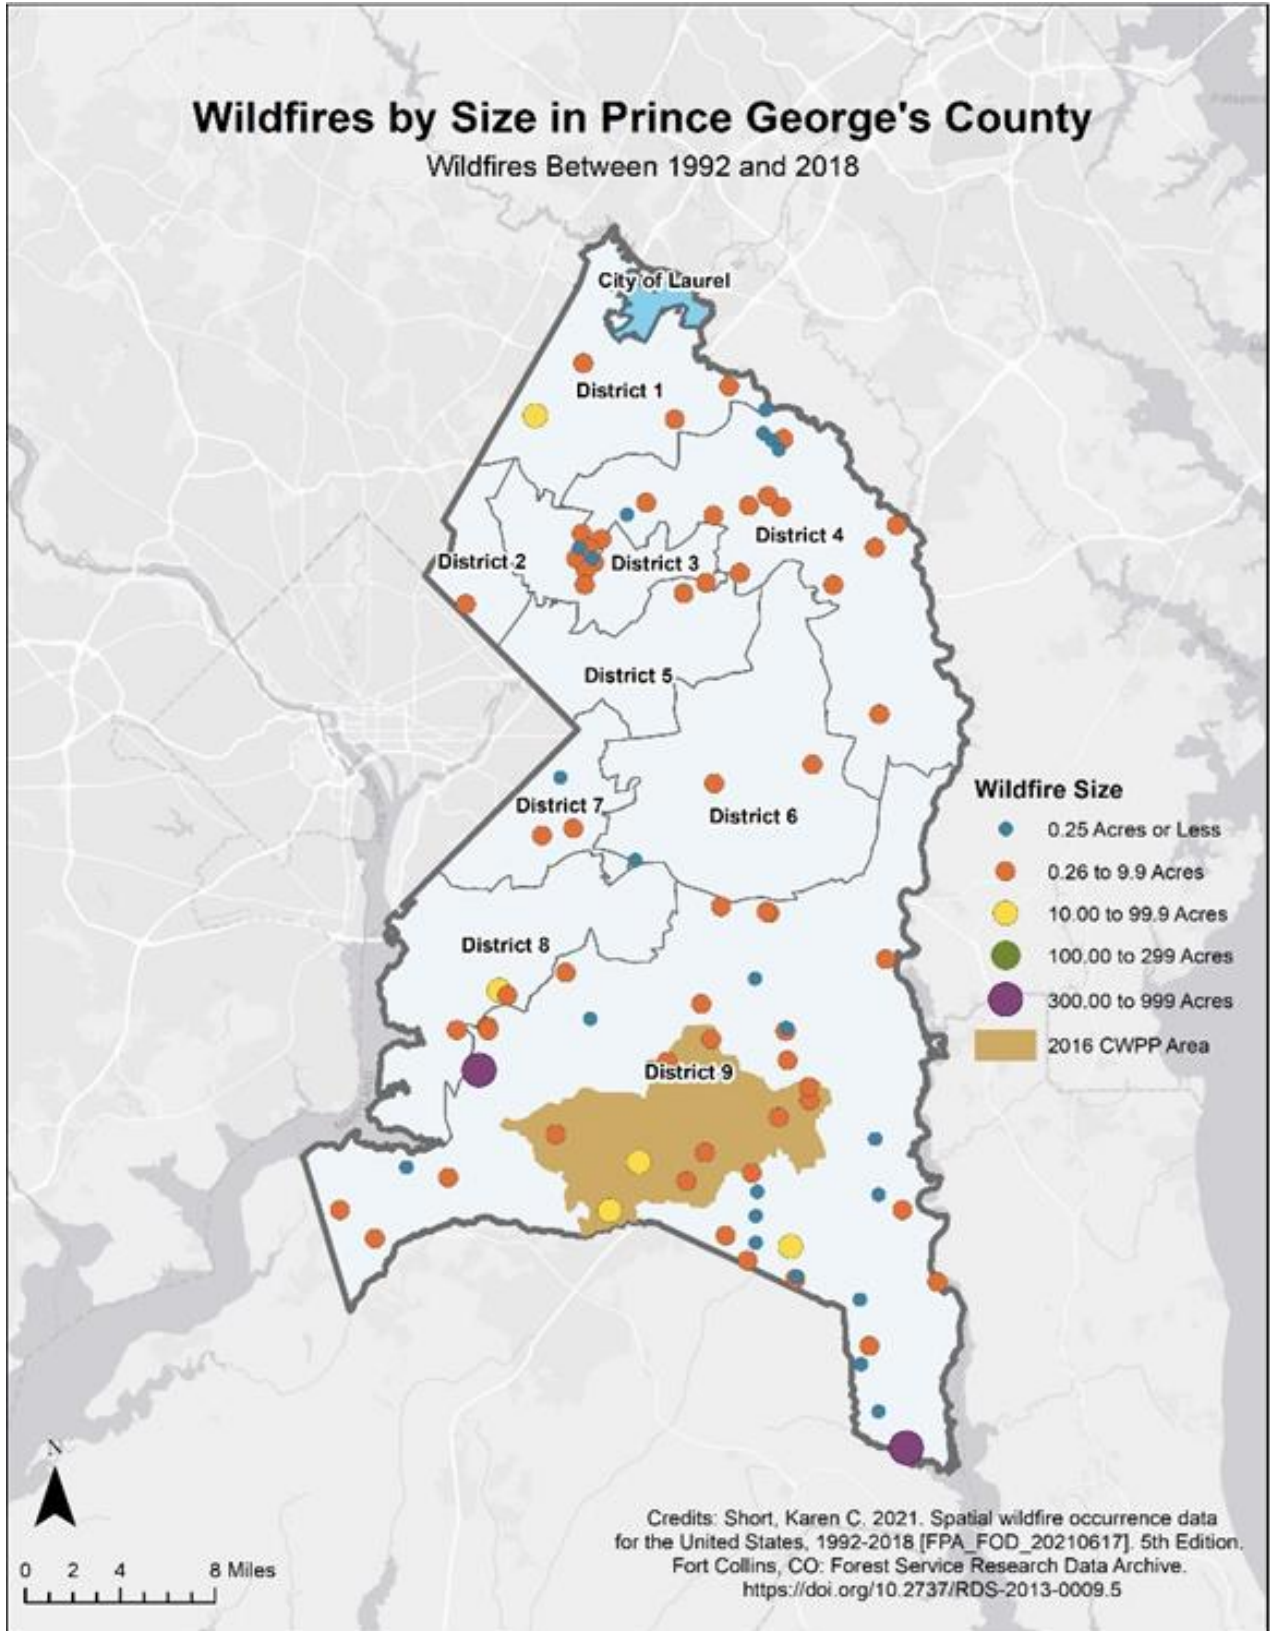 Wildfires by Size in Prince George's County
Wildfires Between 1992 and 2018
City of Laurel
District 1
District 4
District 2
District 3
District 5
District 7
District 6
Wildfire Size
0.25 Acres or Less
0.26 to 9.9 Acres
10.00 to 99.9 Acres
100.00 to 299 Acres
300.00 to 999 Acres
2016 CWPP Area
District 8
District 9
N
0 2 4 8 Miles
Credits: Short, Karen C. 2021. Spatial wildfire occurrence data
for the United States, 1992-2018 [FPA_FOD_20210617]. 5th Edition.
Fort Collins, CO: Forest Service Research Data Archive.
https://doi.org/10.2737/RDS-2013-0009.5